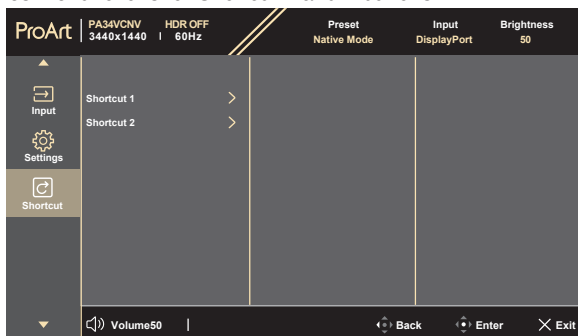 ProArt
PA34VCNV HDR OFF
3440x1440 | 60Hz
Preset
Native Mode
Input
DisplayPort
Brightness
50
Input
Settings
Shortcut
Shortcut 1
Shortcut 2
Volume50 |
Back
Enter
Exit